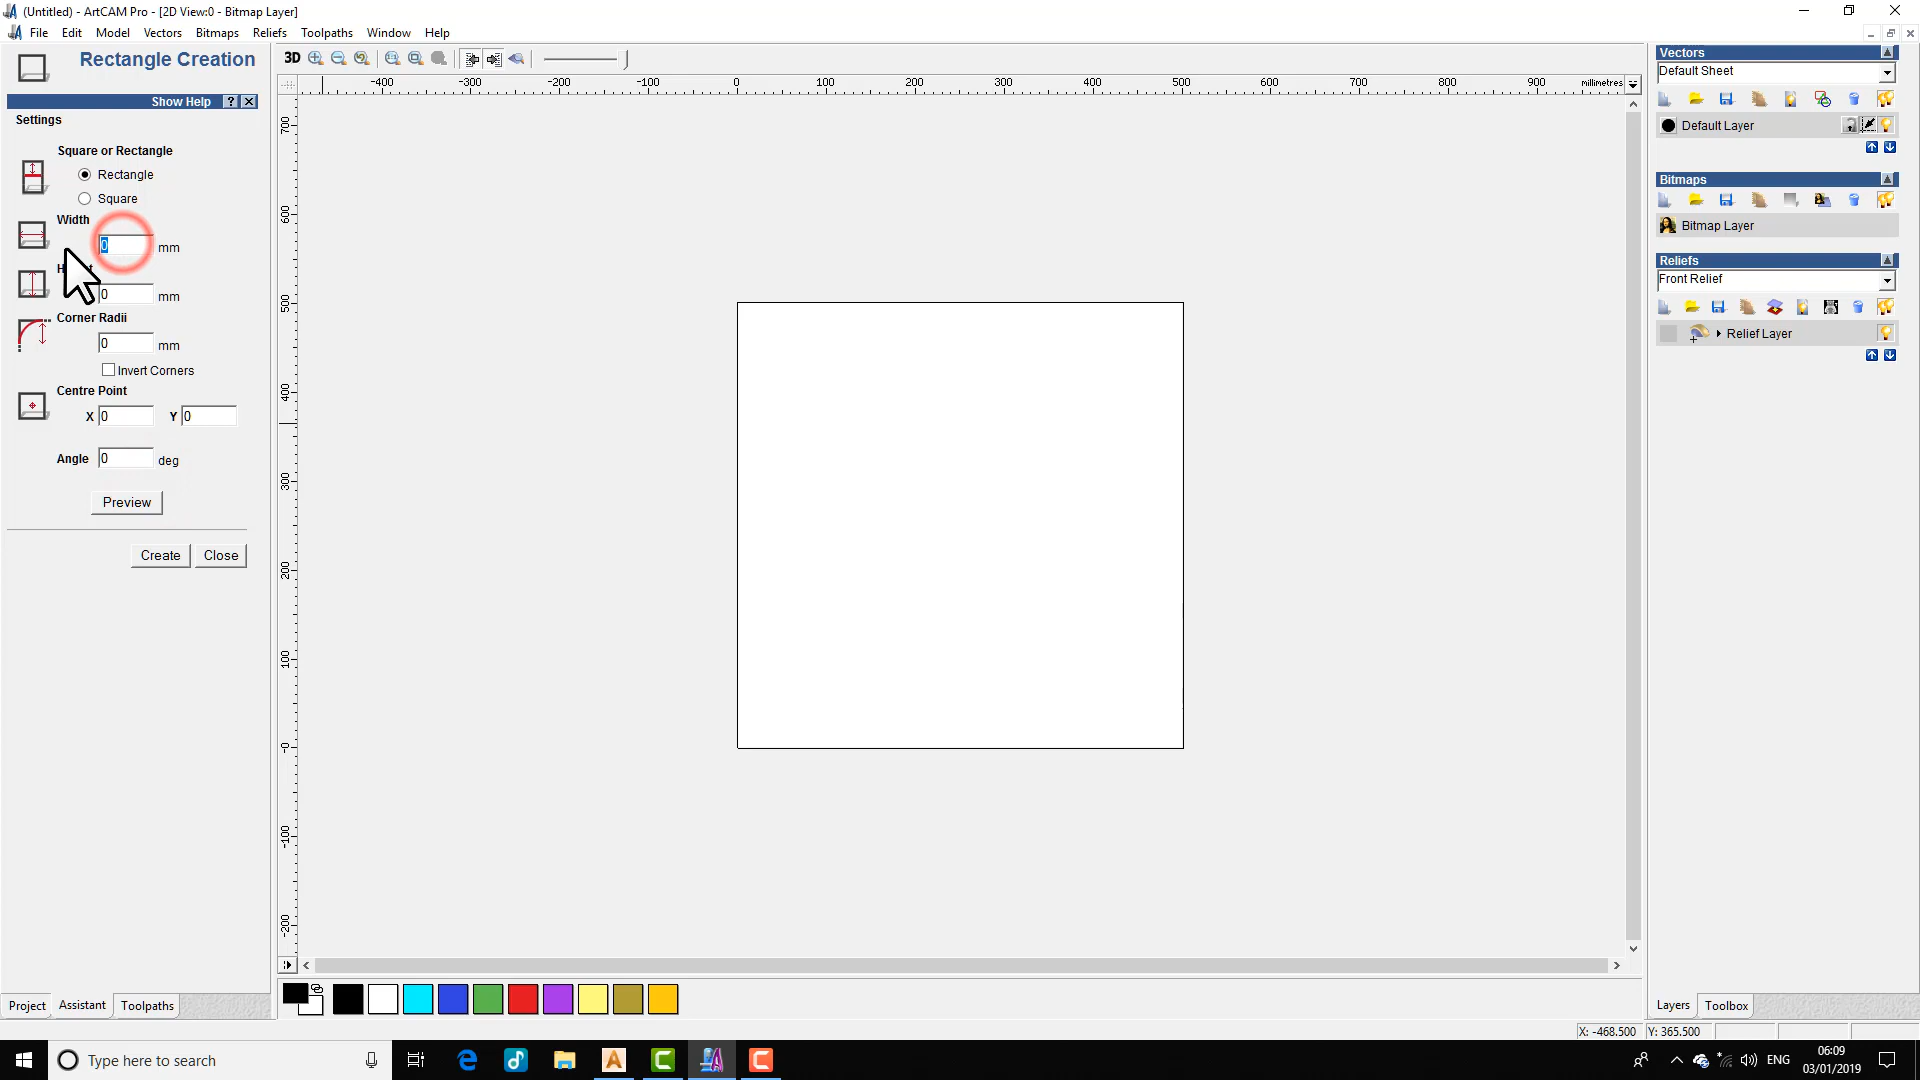 (Untitled) - ArtCAM Pro - [2D View:0 - Bitmap Layer]
File Edit Model Vectors Bitmaps Reliefs Toolpaths Window Help
Rectangle Creation
Show Help ?
Settings
Square or Rectangle
Rectangle
Square
Width
0 mm
0 mm
Corner Radii
0 mm
Invert Corners
Centre Point
X 0 Y 0
Angle 0 deg
Preview
Create Close
Project Assistant Toolpaths
3D
-400 -300 -200 -100 0 100 200 300 400 500 600 700 800 900 millimetres
700
600
500
400
300
200
100
-0
-100
-200
Vectors
Default Sheet
Default Layer
Bitmaps
Bitmap Layer
Reliefs
Front Relief
Relief Layer
Layers Toolbox
X: -468.500 Y: 365.500
Type here to search
ENG
06:09
03/01/2019